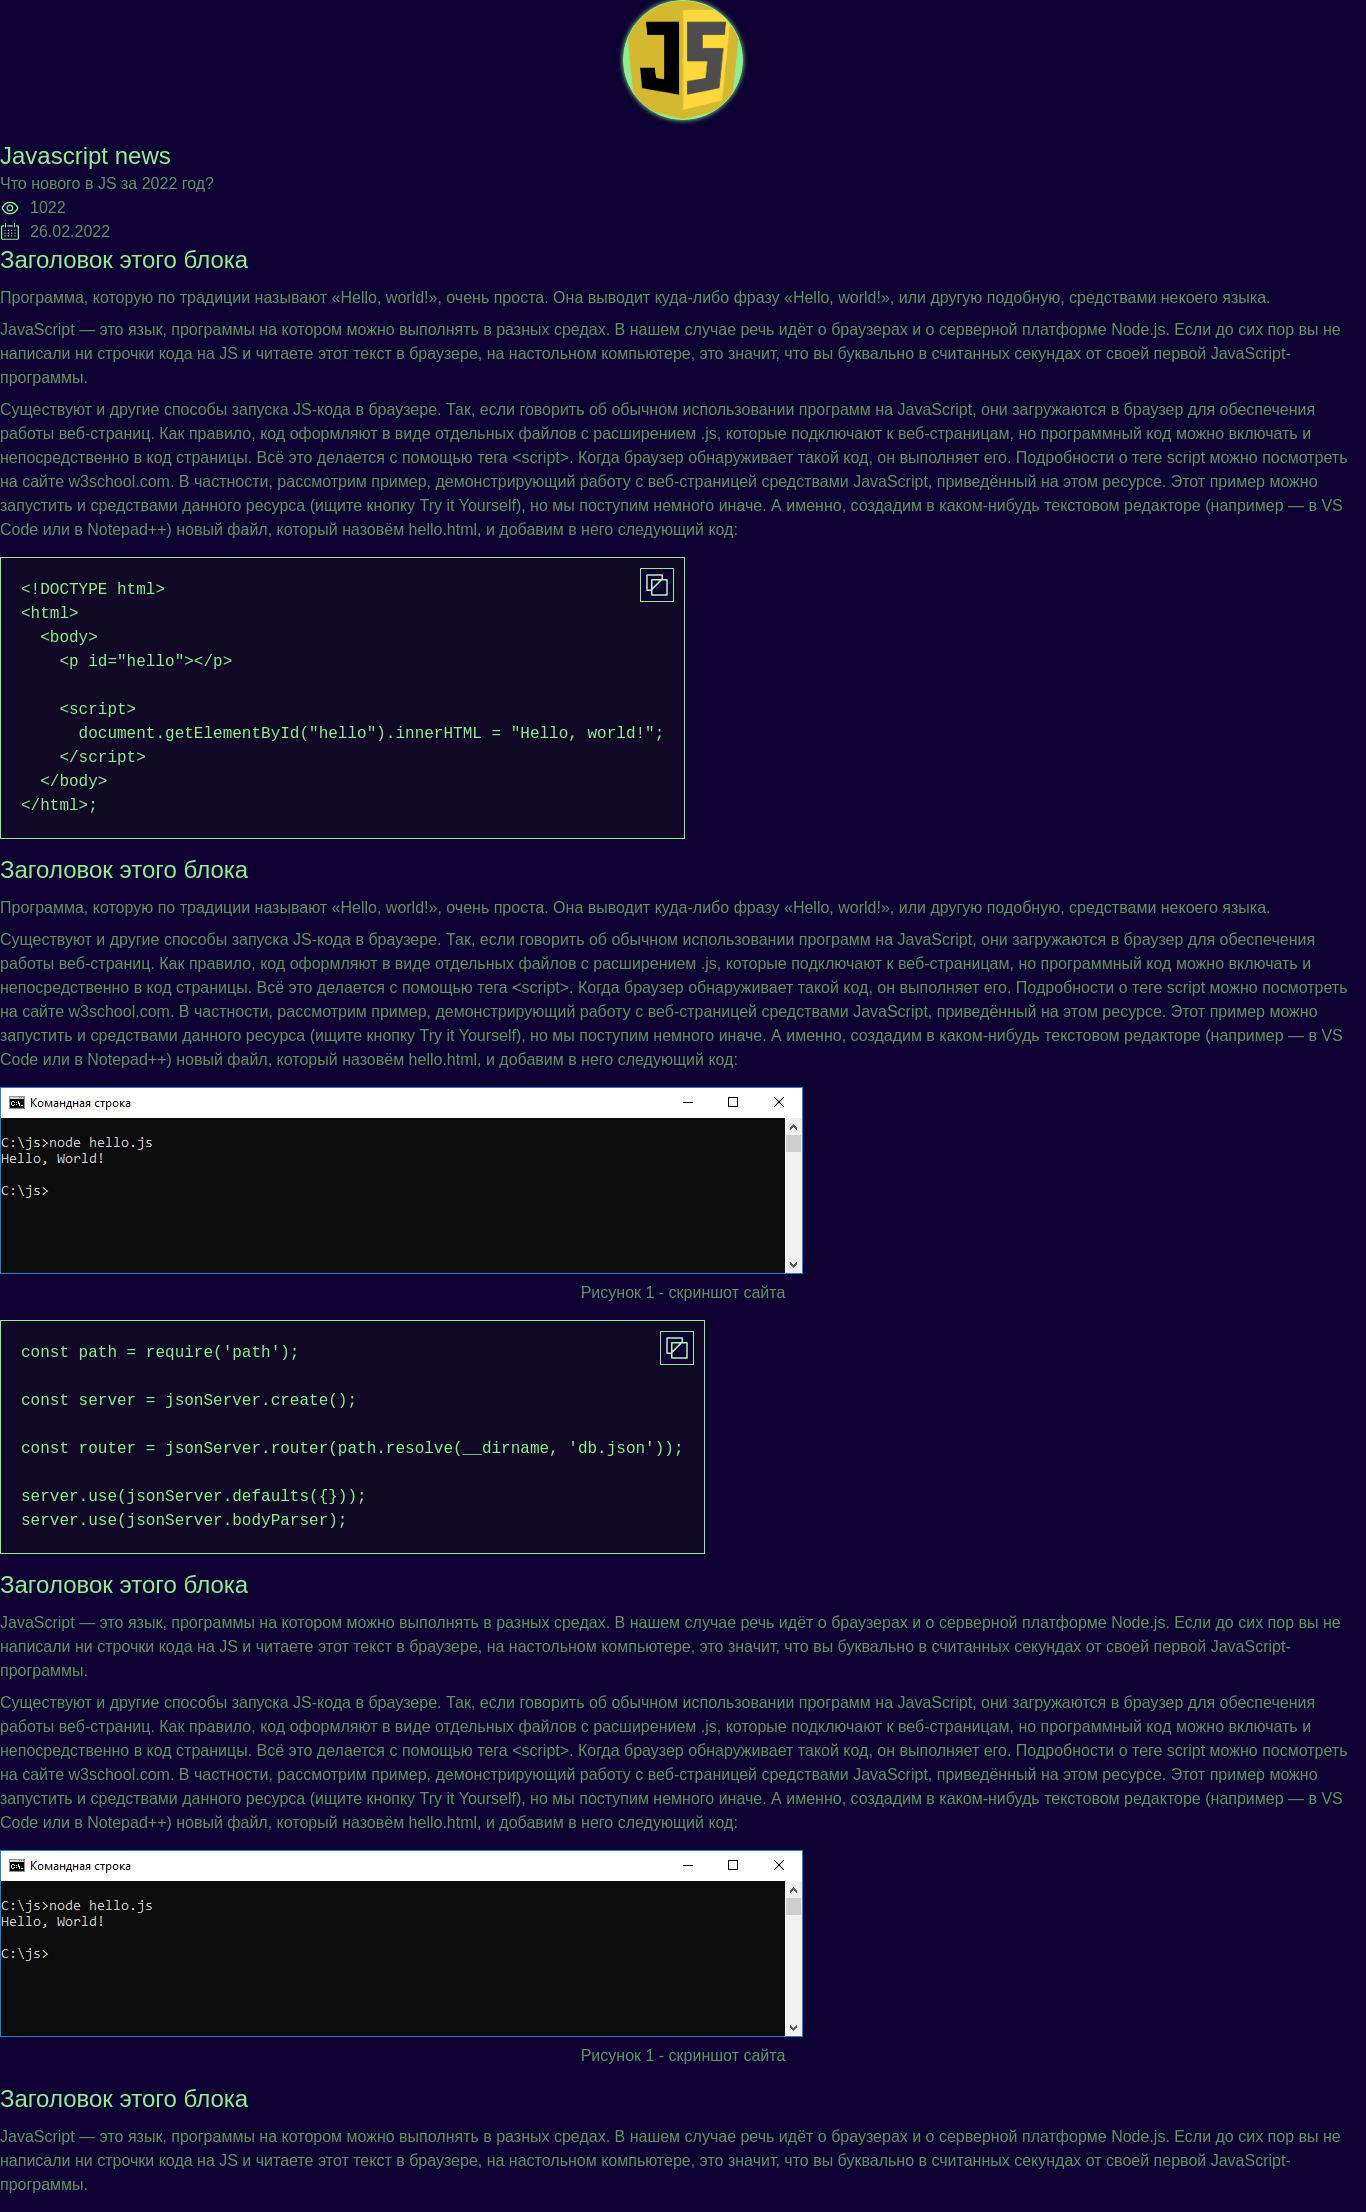 JS
Javascript news
Что нового в JS за 2022 год?
1022
26.02.2022
Заголовок этого блока
Программа, которую по традиции называют «Hello, world!», очень проста. Она выводит куда-либо фразу «Hello, world!», или другую подобную, средствами некоего языка.
JavaScript — это язык, программы на котором можно выполнять в разных средах. В нашем случае речь идёт о браузерах и о серверной платформе Node.js. Если до сих пор вы не
написали ни строчки кода на JS и читаете этот текст в браузере, на настольном компьютере, это значит, что вы буквально в считанных секундах от своей первой JavaScript-
программы.
Существуют и другие способы запуска JS-кода в браузере. Так, если говорить об обычном использовании программ на JavaScript, они загружаются в браузер для обеспечения
работы веб-страниц. Как правило, код оформляют в виде отдельных файлов с расширением .js, которые подключают к веб-страницам, но программный код можно включать и
непосредственно в код страницы. Всё это делается с помощью тега <script>. Когда браузер обнаруживает такой код, он выполняет его. Подробности о теге script можно посмотреть
на сайте w3school.com. В частности, рассмотрим пример, демонстрирующий работу с веб-страницей средствами JavaScript, приведённый на этом ресурсе. Этот пример можно
запустить и средствами данного ресурса (ищите кнопку Try it Yourself), но мы поступим немного иначе. А именно, создадим в каком-нибудь текстовом редакторе (например — в VS
Code или в Notepad++) новый файл, который назовём hello.html, и добавим в него следующий код:
<!DOCTYPE html>
<html>
  <body>
    <p id="hello"></p>

    <script>
      document.getElementById("hello").innerHTML = "Hello, world!";
    </script>
  </body>
</html>;
Заголовок этого блока
Программа, которую по традиции называют «Hello, world!», очень проста. Она выводит куда-либо фразу «Hello, world!», или другую подобную, средствами некоего языка.
Существуют и другие способы запуска JS-кода в браузере. Так, если говорить об обычном использовании программ на JavaScript, они загружаются в браузер для обеспечения
работы веб-страниц. Как правило, код оформляют в виде отдельных файлов с расширением .js, которые подключают к веб-страницам, но программный код можно включать и
непосредственно в код страницы. Всё это делается с помощью тега <script>. Когда браузер обнаруживает такой код, он выполняет его. Подробности о теге script можно посмотреть
на сайте w3school.com. В частности, рассмотрим пример, демонстрирующий работу с веб-страницей средствами JavaScript, приведённый на этом ресурсе. Этот пример можно
запустить и средствами данного ресурса (ищите кнопку Try it Yourself), но мы поступим немного иначе. А именно, создадим в каком-нибудь текстовом редакторе (например — в VS
Code или в Notepad++) новый файл, который назовём hello.html, и добавим в него следующий код:
Командная строка
C:\js>node hello.js
Hello, World!
C:\js>
Рисунок 1 - скриншот сайта
const path = require('path');

const server = jsonServer.create();

const router = jsonServer.router(path.resolve(__dirname, 'db.json'));

server.use(jsonServer.defaults({}));
server.use(jsonServer.bodyParser);
Заголовок этого блока
JavaScript — это язык, программы на котором можно выполнять в разных средах. В нашем случае речь идёт о браузерах и о серверной платформе Node.js. Если до сих пор вы не
написали ни строчки кода на JS и читаете этот текст в браузере, на настольном компьютере, это значит, что вы буквально в считанных секундах от своей первой JavaScript-
программы.
Существуют и другие способы запуска JS-кода в браузере. Так, если говорить об обычном использовании программ на JavaScript, они загружаются в браузер для обеспечения
работы веб-страниц. Как правило, код оформляют в виде отдельных файлов с расширением .js, которые подключают к веб-страницам, но программный код можно включать и
непосредственно в код страницы. Всё это делается с помощью тега <script>. Когда браузер обнаруживает такой код, он выполняет его. Подробности о теге script можно посмотреть
на сайте w3school.com. В частности, рассмотрим пример, демонстрирующий работу с веб-страницей средствами JavaScript, приведённый на этом ресурсе. Этот пример можно
запустить и средствами данного ресурса (ищите кнопку Try it Yourself), но мы поступим немного иначе. А именно, создадим в каком-нибудь текстовом редакторе (например — в VS
Code или в Notepad++) новый файл, который назовём hello.html, и добавим в него следующий код:
Командная строка
C:\js>node hello.js
Hello, World!
C:\js>
Рисунок 1 - скриншот сайта
Заголовок этого блока
JavaScript — это язык, программы на котором можно выполнять в разных средах. В нашем случае речь идёт о браузерах и о серверной платформе Node.js. Если до сих пор вы не
написали ни строчки кода на JS и читаете этот текст в браузере, на настольном компьютере, это значит, что вы буквально в считанных секундах от своей первой JavaScript-
программы.